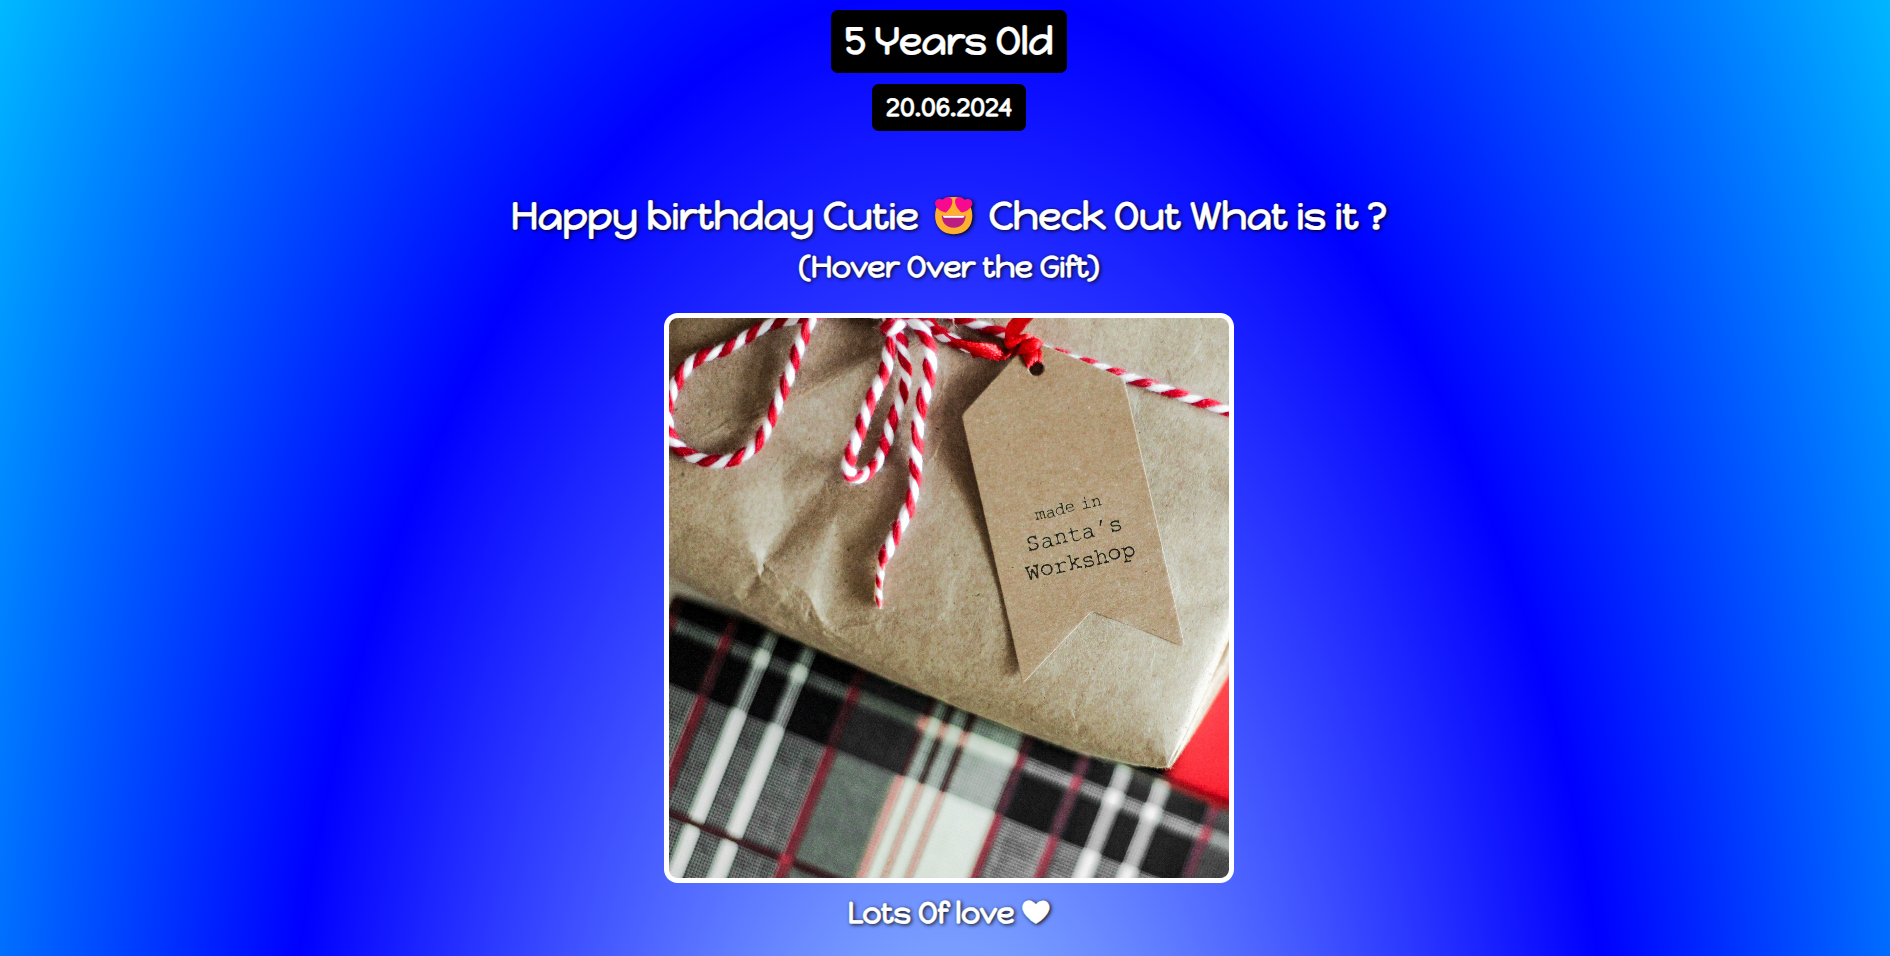 5 Years Old
20.06.2024
Happy birthday Cutie 😍 Check Out What is it ?
(Hover Over the Gift)
made in
Santa's
Workshop
Lots Of love 🤍